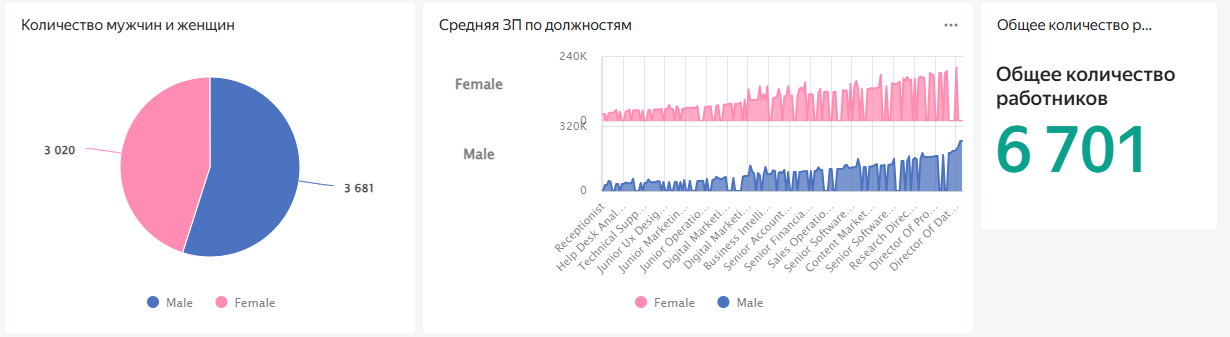 Количество мужчин и женщин
3 020
3 681
Male
Female
Средняя ЗП по должностям
Female
240K
0
Male
320K
0
Receptionist
Help Desk Anal...
Technical Supp...
Junior Ux Desig...
Junior Marketin...
Junior Operatio...
Digital Marketi...
Digital Marketi...
Business Intelli...
Senior Account...
Senior Financia...
Sales Operatio...
Senior Software...
Content Market...
Senior Software...
Research Direc...
Director Of Pro...
Director Of Dat...
Female
Male
Общее количество р...
Общее количество
работников
6 701